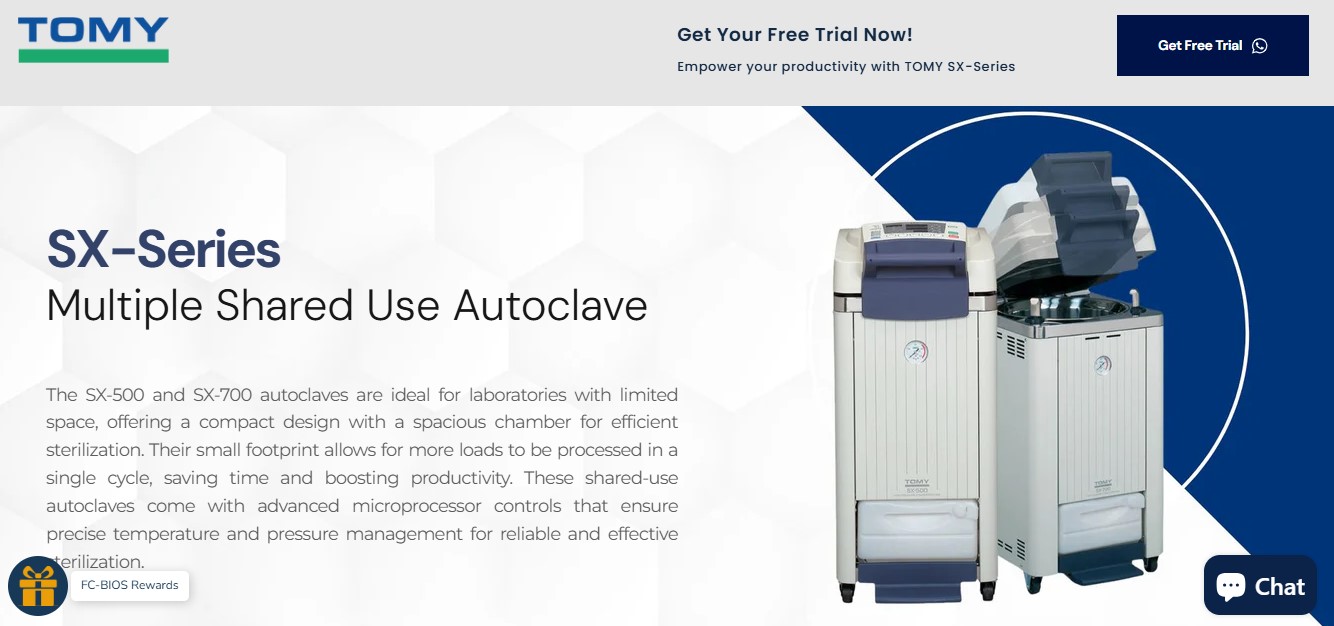 TOMY
Get Your Free Trial Now!
Empower your productivity with TOMY SX-Series
Get Free Trial
SX-Series
Multiple Shared Use Autoclave
The SX-500 and SX-700 autoclaves are ideal for laboratories with limited
space, offering a compact design with a spacious chamber for efficient
sterilization. Their small footprint allows for more loads to be processed in a
single cycle, saving time and boosting productivity. These shared-use
autoclaves come with advanced microprocessor controls that ensure
precise temperature and pressure management for reliable and effective
sterilization.
TOMY
SX-500
TOMY
FC-BIOS Rewards
Chat